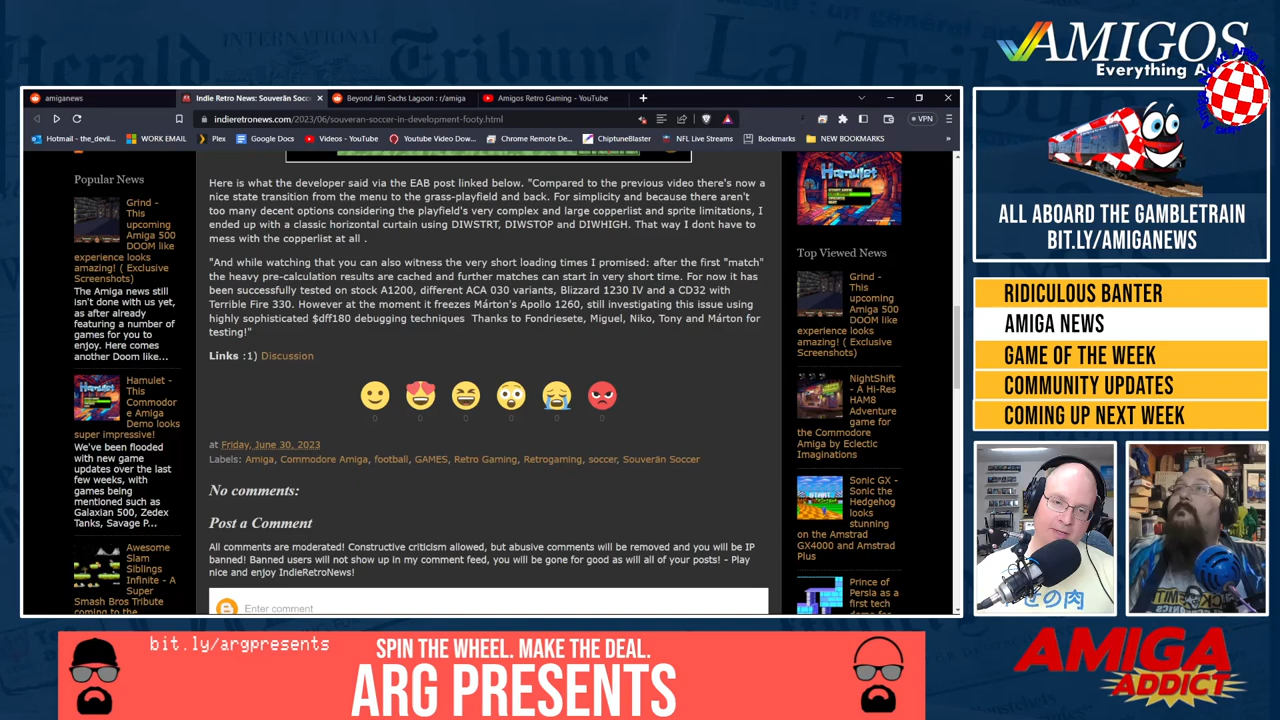 Herald
INTERNATIONAL
Tribune
AMIGOS
Everything A
amiganews
Indie Retro News: Souverän Socc
Beyond Jim Sachs Lagoon : r/amiga
Amigos Retro Gaming - YouTube
indieretronews.com/2023/06/souveran-soccer-in-development-footy.html
VPN
Hotmail - the_devil...
WORK EMAIL
Plex
Google Docs
Videos - YouTube
Youtube Video Dow...
Chrome Remote De...
ChiptuneBlaster
NFL Live Streams
Bookmarks
NEW BOOKMARKS
Popular News
Grind -
This
upcoming
Amiga 500
DOOM like
experience looks
amazing! ( Exclusive
Screenshots)
The Amiga news still
isn't done with us yet,
as after already
featuring a number of
games for you to
enjoy. Here comes
another Doom like...
Hamulet -
This
Commodor
e Amiga
Demo looks
super impressive!
We've been flooded
with new game
updates over the last
few weeks, with
games being
mentioned such as
Galaxian 500, Zedex
Tanks, Savage P...
Awesome
Slam
Siblings
Infinite - A
Super
Smash Bros Tribute
coming to the
Here is what the developer said via the EAB post linked below. "Compared to the previous video there's now a
nice state transition from the menu to the grass-playfield and back. For simplicity and because there aren't
too many decent options considering the playfield's very complex and large copperlist and sprite limitations, I
ended up with a classic horizontal curtain using DIWSTRT, DIWSTOP and DIWHIGH. That way I dont have to
mess with the copperlist at all .
"And while watching that you can also witness the very short loading times I promised: after the first "match"
the heavy pre-calculation results are cached and further matches can start in very short time. For now it has
been successfully tested on stock A1200, different ACA 030 variants, Blizzard 1230 IV and a CD32 with
Terrible Fire 330. However at the moment it freezes Márton's Apollo 1260, still investigating this issue using
highly sophisticated $dff180 debugging techniques Thanks to Fondriesete, Miguel, Niko, Tony and Márton for
testing!"
Links :1) Discussion
0 0 0 0 0 0
at Friday, June 30, 2023
Labels: Amiga, Commodore Amiga, football, GAMES, Retro Gaming, Retrogaming, soccer, Souverän Soccer
No comments:
Post a Comment
All comments are moderated! Constructive criticism allowed, but abusive comments will be removed and you will be IP
banned! Banned users will not show up in my comment feed, you will be gone for good as will all of your posts! - Play
nice and enjoy IndieRetroNews!
Enter comment
Hamulet
Top Viewed News
Grind -
This
upcoming
Amiga 500
DOOM like
experience looks
amazing! ( Exclusive
Screenshots)
NightShift
- A Hi-Res
HAM8
Adventure
game for
the Commodore
Amiga by Eclectic
Imaginations
Sonic GX -
Sonic the
Hedgehog
looks
stunning
on the Amstrad
GX4000 and Amstrad
Plus
Prince of
Persia as a
first tech
ALL ABOARD THE GAMBLETRAIN
BIT.LY/AMIGANEWS
RIDICULOUS BANTER
AMIGA NEWS
GAME OF THE WEEK
COMMUNITY UPDATES
COMING UP NEXT WEEK
せの肉
bit.ly/argpresents
SPIN THE WHEEL. MAKE THE DEAL.
ARG PRESENTS
AMIGA
ADDICT